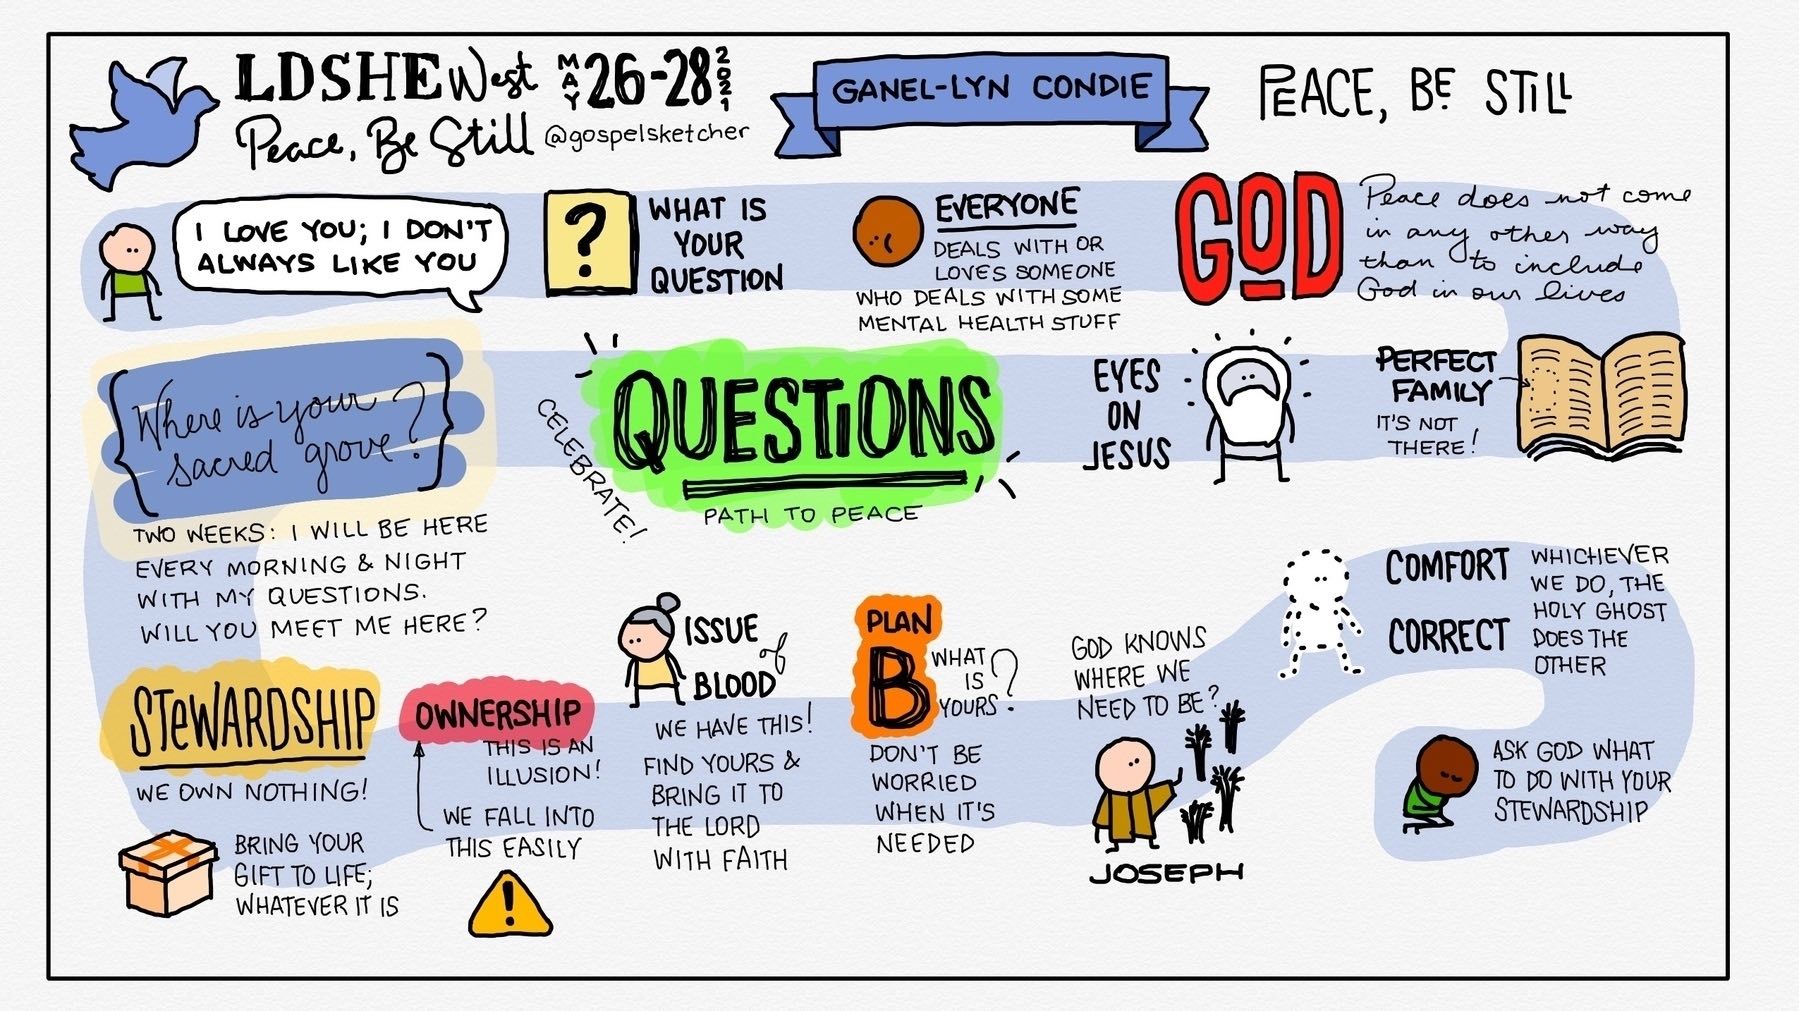 LDSHE West MAY 26-28 2021
Peace, Be Still @gospelsketcher
GANEL-LYN CONDIE
PEACE, BE STILL
I LOVE YOU; I DON'T
ALWAYS LIKE YOU
?
WHAT IS
YOUR
QUESTION
EVERYONE
DEALS WITH OR
LOVES SOMEONE
WHO DEALS WITH SOME
MENTAL HEALTH STUFF
GOD
Peace does not come
in any other way
than to include
God in our lives
PERFECT
FAMILY
IT'S NOT
THERE!
EYES
ON
JESUS
CELEBRATE!
QUESTIONS
PATH TO PEACE
{Where is your
sacred grove?}
TWO WEEKS: I WILL BE HERE
EVERY MORNING & NIGHT
WITH MY QUESTIONS.
WILL YOU MEET ME HERE?
STEWARDSHIP
WE OWN NOTHING!
BRING YOUR
GIFT TO LIFE;
WHATEVER IT IS
OWNERSHIP
THIS IS AN
ILLUSION!
WE FALL INTO
THIS EASILY
!
ISSUE
of
BLOOD
WE HAVE THIS!
FIND YOURS &
BRING IT TO
THE LORD
WITH FAITH
PLAN
B
WHAT
IS
YOURS?
DON'T BE
WORRIED
WHEN IT'S
NEEDED
GOD KNOWS
WHERE WE
NEED TO BE?
JOSEPH
COMFORT
CORRECT
WHICHEVER
WE DO, THE
HOLY GHOST
DOES THE
OTHER
ASK GOD WHAT
TO DO WITH YOUR
STEWARDSHIP